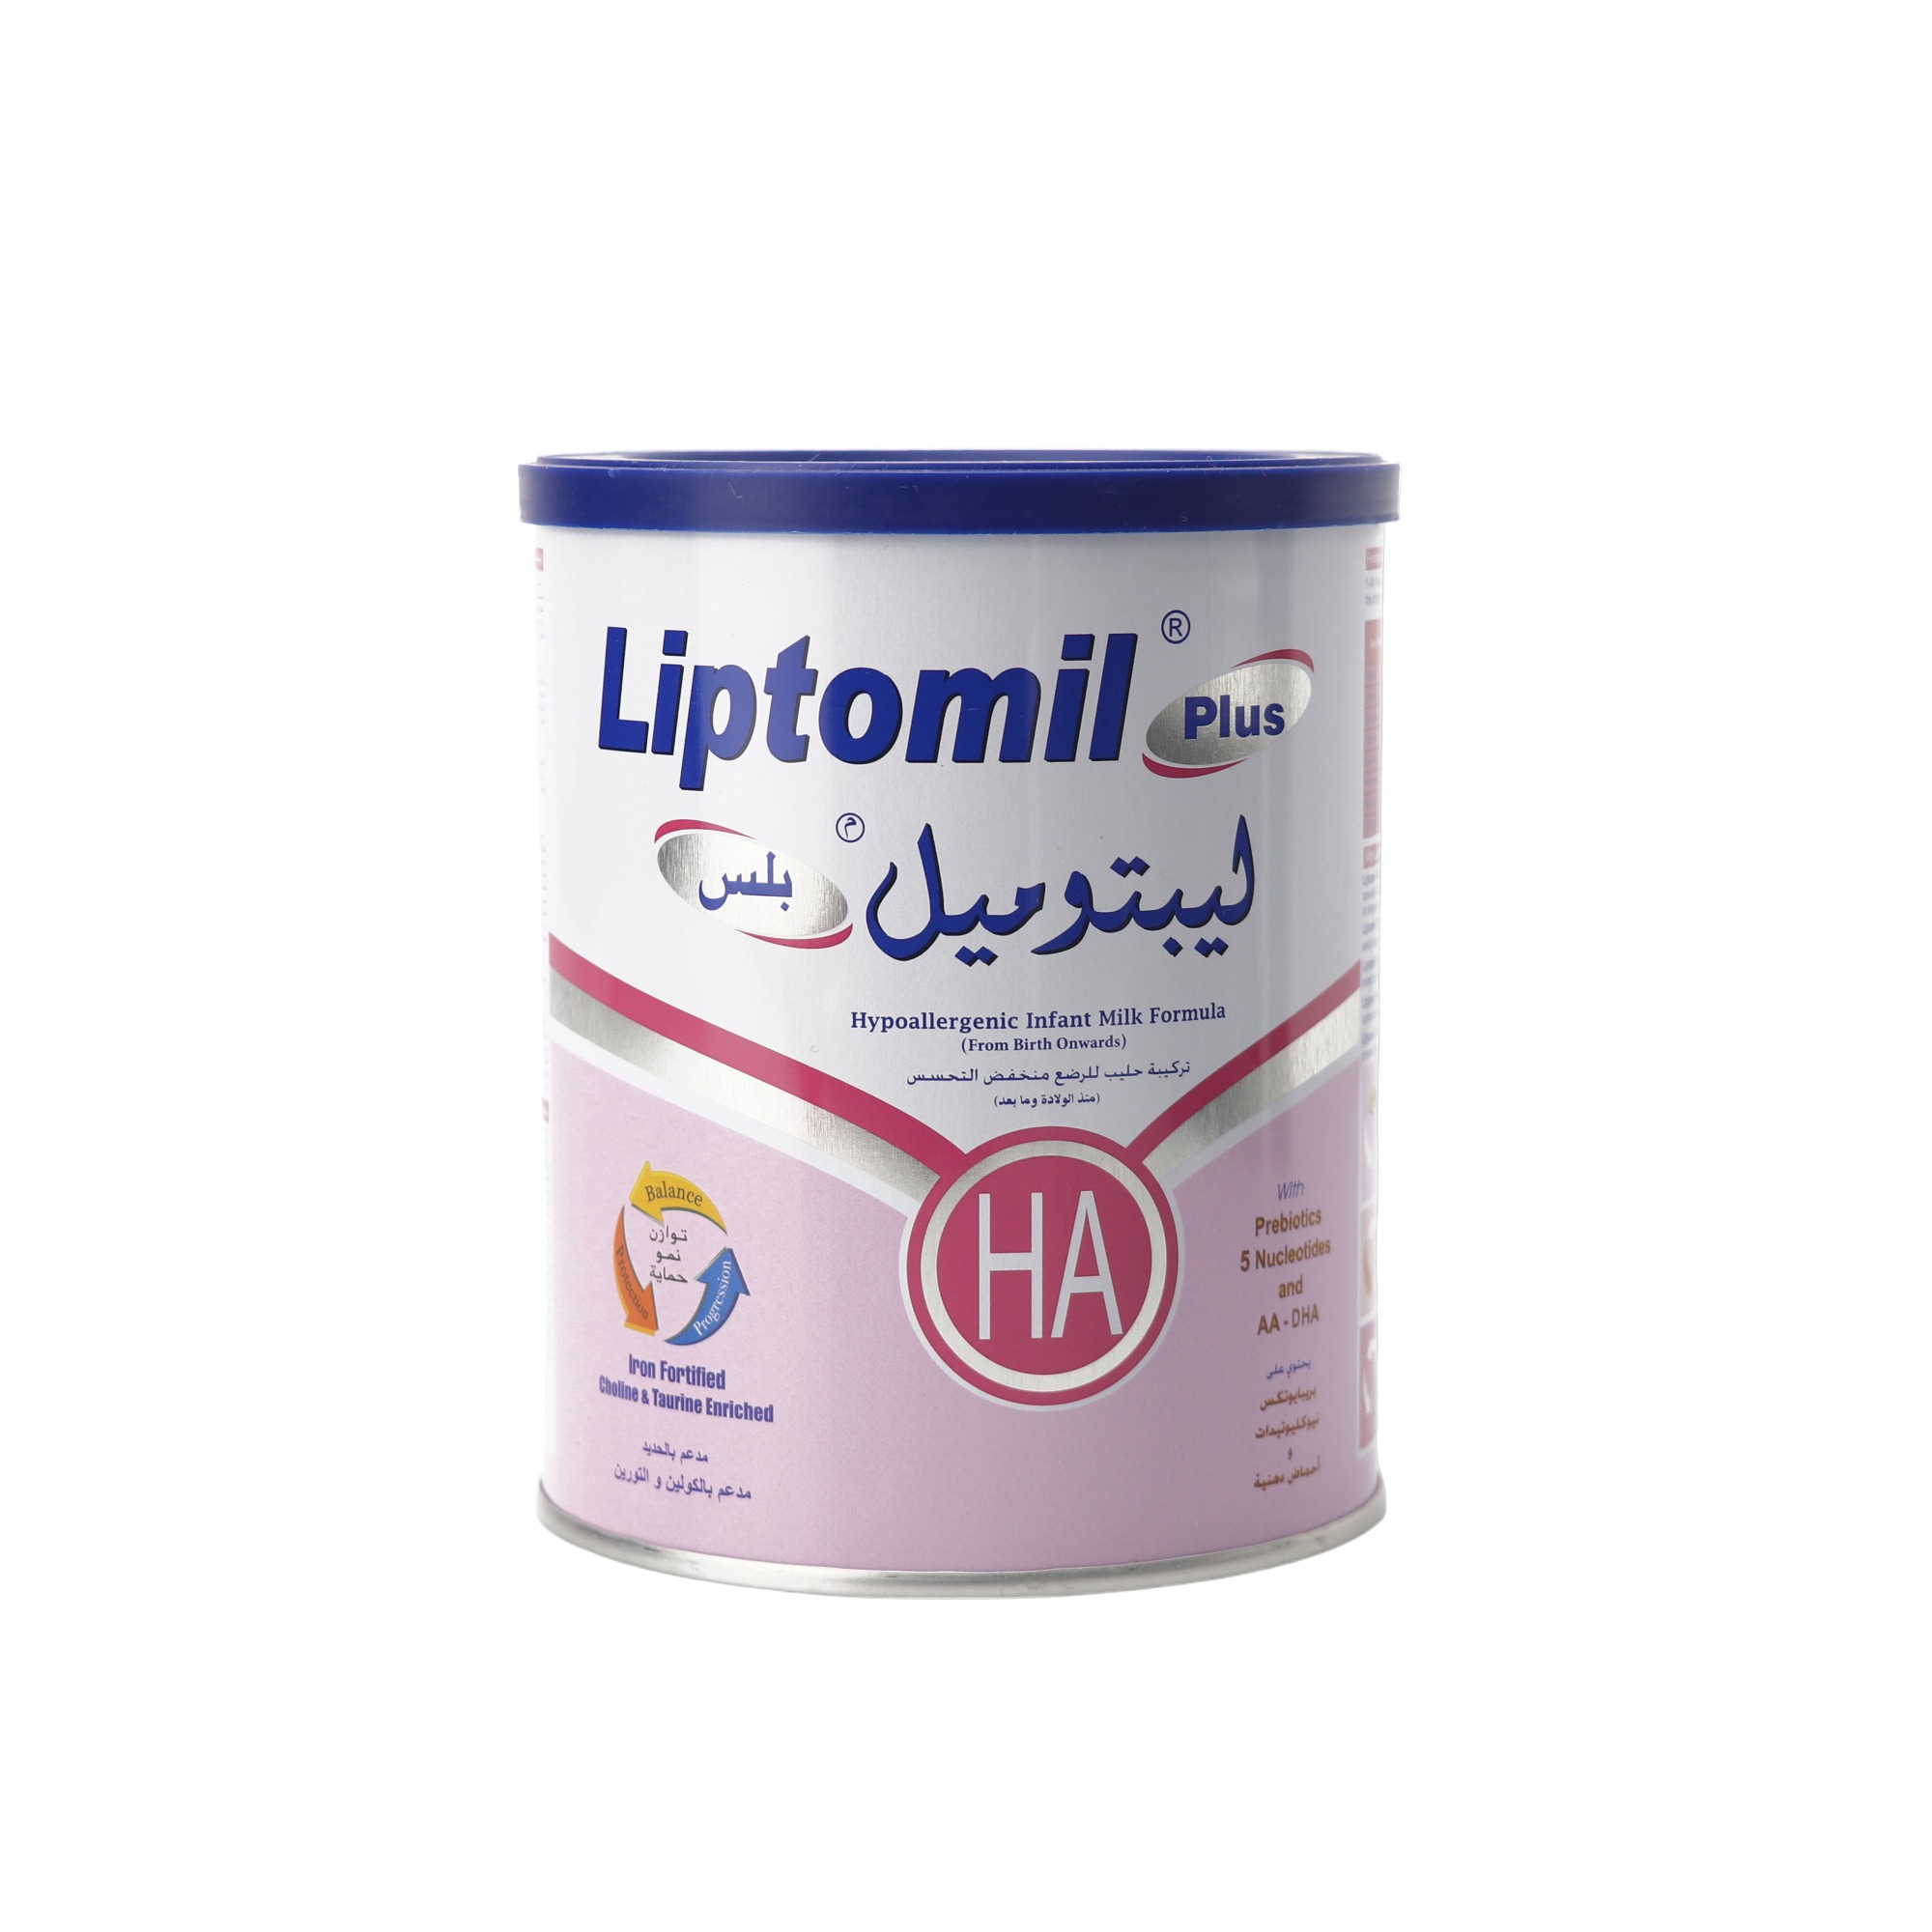 Liptomil ®
Plus
ليبتوميل م
بلس
Hypoallergenic Infant Milk Formula
(From Birth Onwards)
تركيبة حليب للرضع منخفض التحسس
(منذ الولادة وما بعد)
HA
Balance
Protection
Progression
توازن
نمو
حماية
Iron Fortified
Choline & Taurine Enriched
مدعم بالحديد
مدعم بالكولين و التورين
With
Prebiotics
5 Nucleotides
and
AA - DHA
يحتوي على
بريبايوتكس
نيوكليوتيدات
و
أحماض دهنية